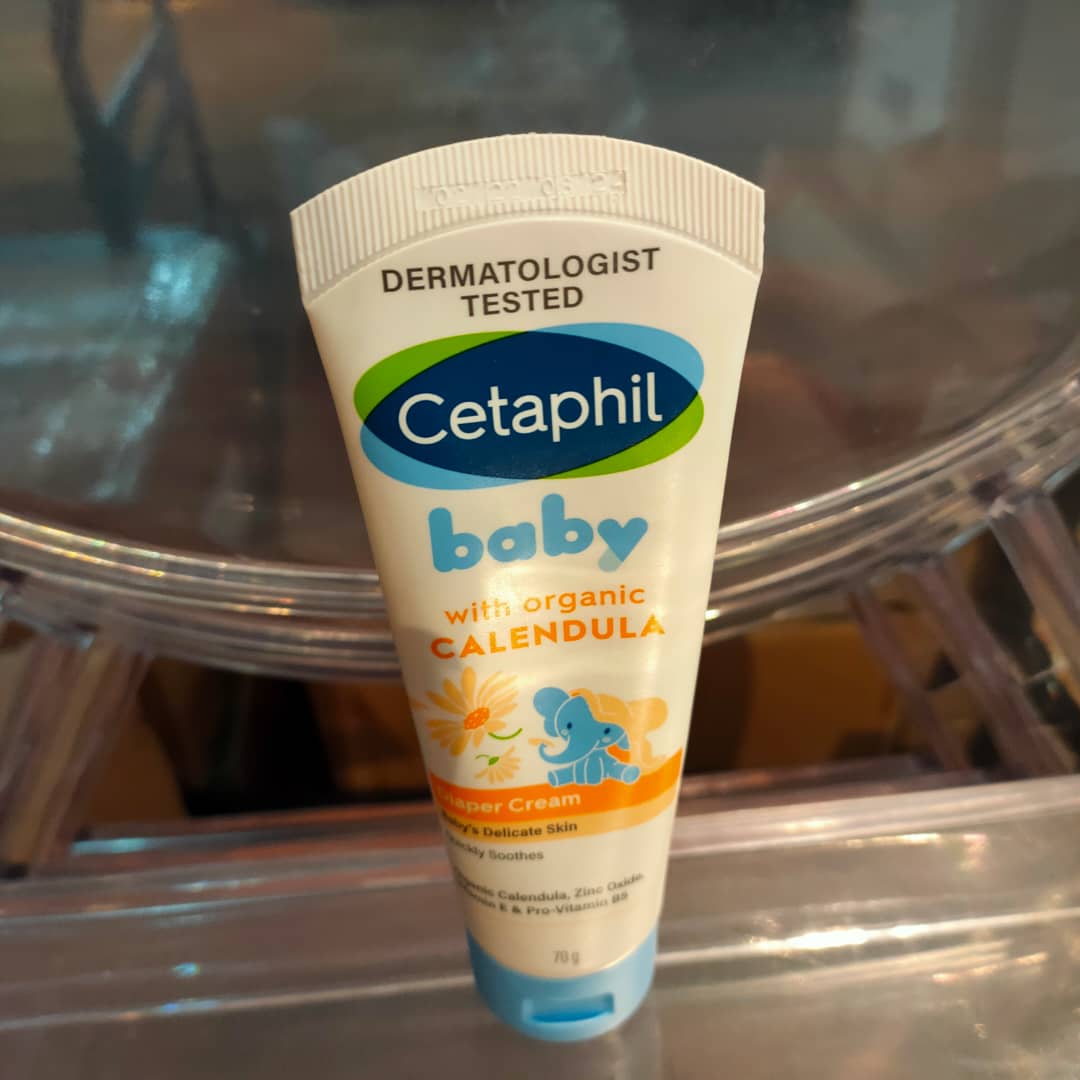 DERMATOLOGIST
TESTED
Cetaphil
baby
with organic
CALENDULA
Diaper Cream
Baby's Delicate Skin
Quickly Soothes
Organic Calendula, Zinc Oxide,
Vitamin E & Pro-Vitamin B5
70 g